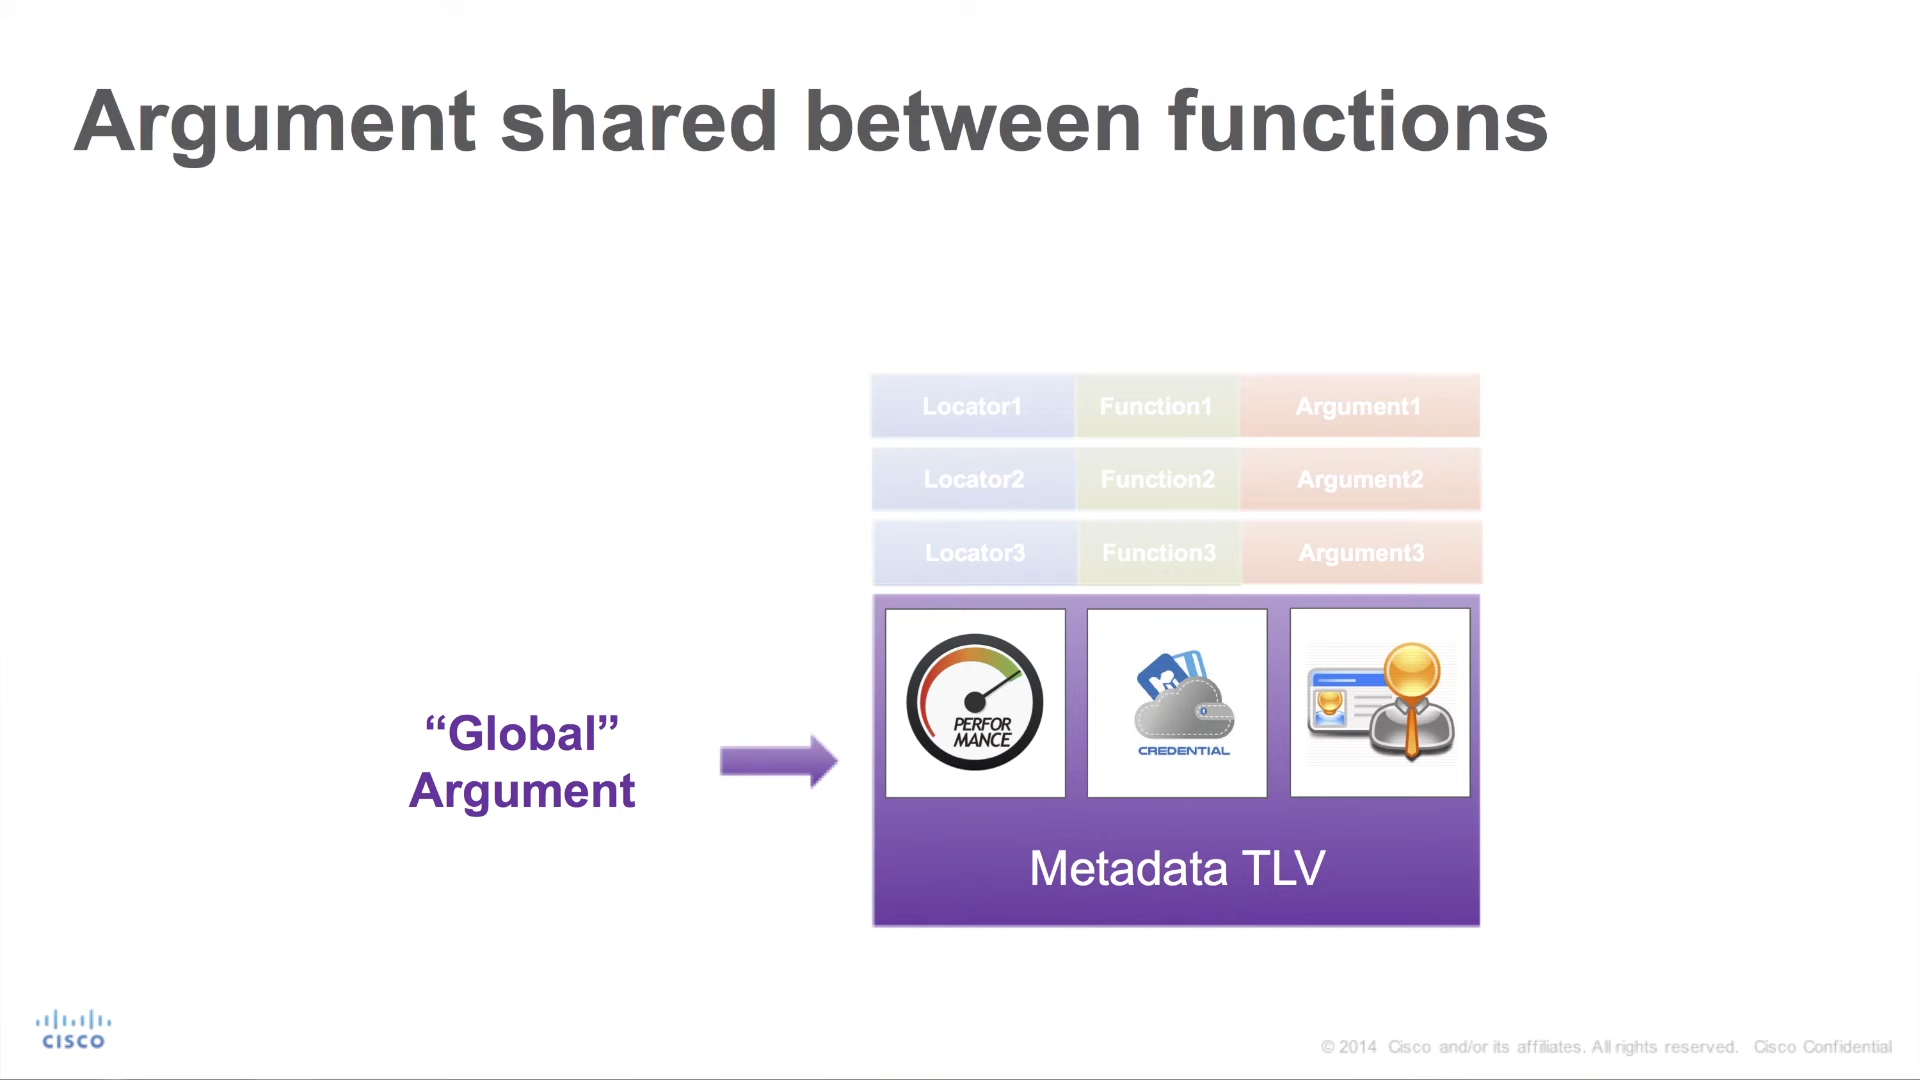 Argument shared between functions
Locator1 Function1 Argument1
Locator2 Function2 Argument2
Locator3 Function3 Argument3
“Global”
Argument
PERFOR
MANCE
CREDENTIAL
Metadata TLV
CISCO
© 2014 Cisco and/or its affiliates. All rights reserved. Cisco Confidential